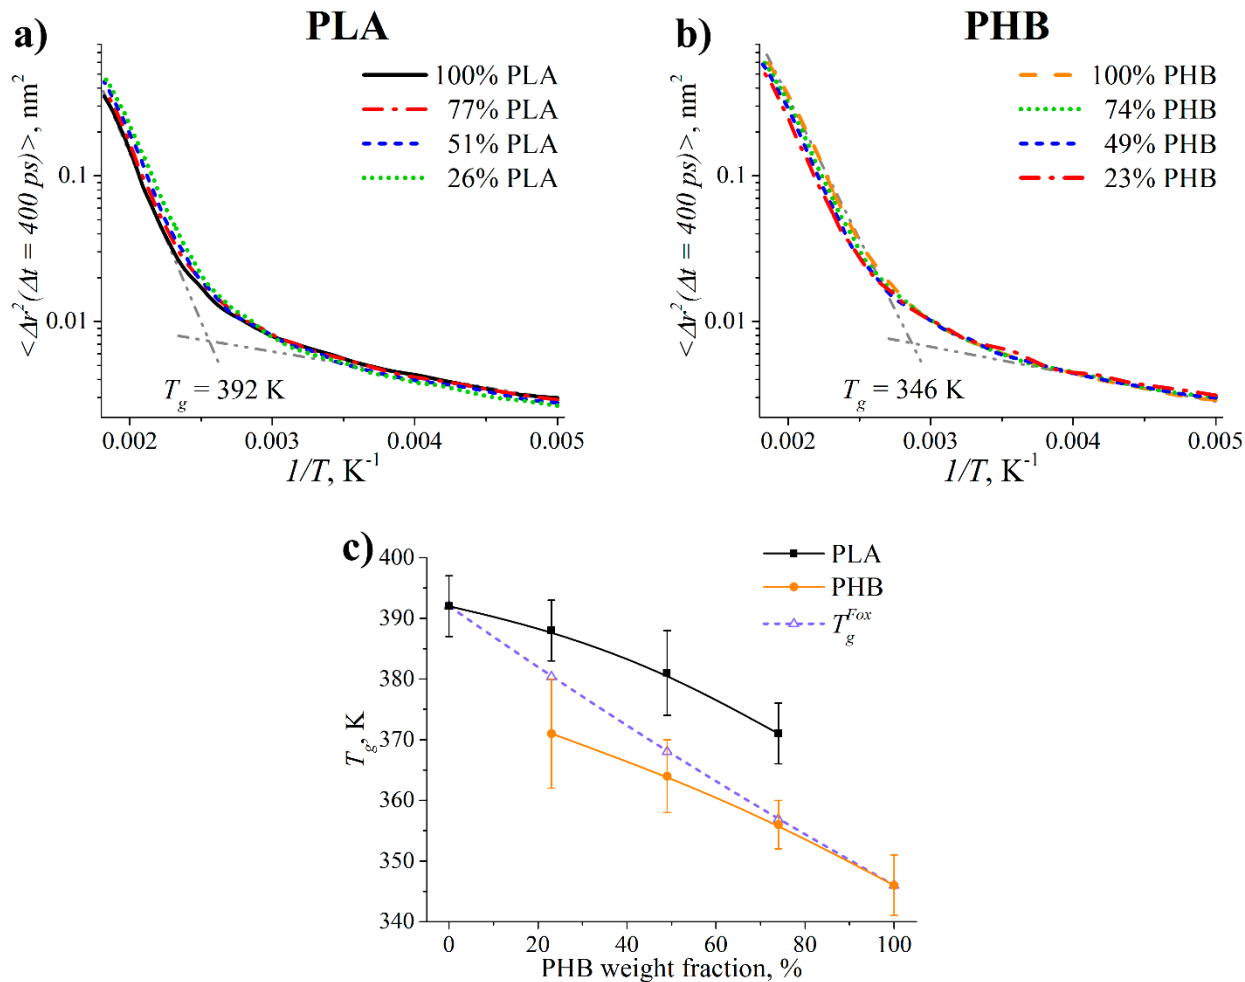 a)
PLA
<Δr²(Δt = 400 ps)>, nm²
0.1
0.01
100% PLA
77% PLA
51% PLA
26% PLA
T_g = 392 K
0.002 0.003 0.004 0.005
1/T, K⁻¹
b)
PHB
<Δr²(Δt = 400 ps)>, nm²
0.1
0.01
100% PHB
74% PHB
49% PHB
23% PHB
T_g = 346 K
0.002 0.003 0.004 0.005
1/T, K⁻¹
c)
PLA
PHB
T_g^Fox
T_g, K
400
390
380
370
360
350
340
0 20 40 60 80 100
PHB weight fraction, %